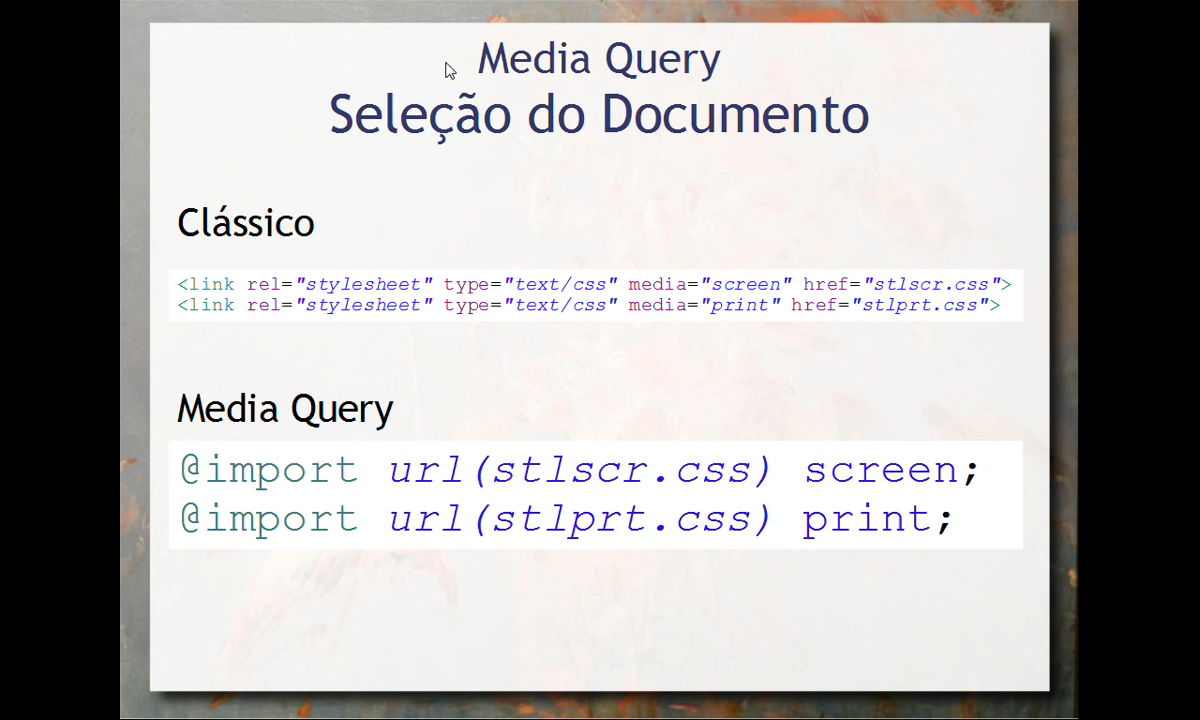 Media Query
Seleção do Documento
Clássico
<link rel="stylesheet" type="text/css" media="screen" href="stlscr.css">
<link rel="stylesheet" type="text/css" media="print" href="stlprt.css">
Media Query
@import url(stlscr.css) screen;
@import url(stlprt.css) print;